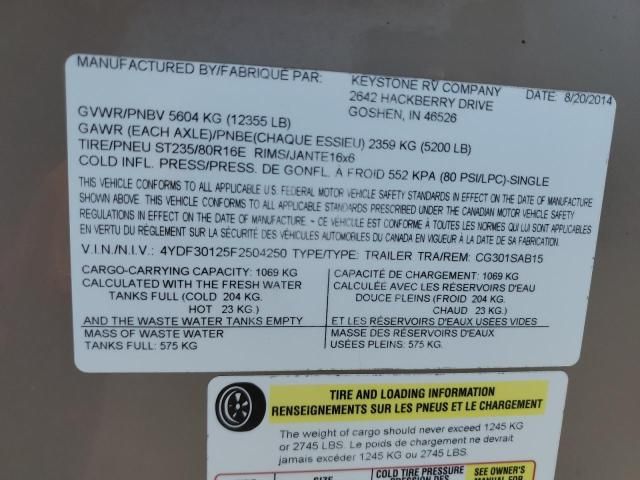 MANUFACTURED BY/FABRIQUÉ PAR: KEYSTONE RV COMPANY DATE: 8/20/2014
2642 HACKBERRY DRIVE
GOSHEN, IN 46526
GVWR/PNBV 5604 KG (12355 LB)
GAWR (EACH AXLE)/PNBE(CHAQUE ESSIEU) 2359 KG (5200 LB)
TIRE/PNEU ST235/80R16E RIMS/JANTE16x6
COLD INFL. PRESS/PRESS. DE GONFL. A FROID 552 KPA (80 PSI/LPC)-SINGLE
THIS VEHICLE CONFORMS TO ALL APPLICABLE U.S. FEDERAL MOTOR VEHICLE SAFETY STANDARDS IN EFFECT ON THE DATE OF MANUFACTURE
SHOWN ABOVE. THIS VEHICLE CONFORMS TO ALL APPLICABLE STANDARDS PRESCRIBED UNDER THE CANADIAN MOTOR VEHICLE SAFETY
REGULATIONS IN EFFECT ON THE DATE OF MANUFACTURE. - CE VÉHICULE EST CONFORME À TOUTES LES NORMES QUI LUI SONT APPLICABLES
EN VERTU DU RÈGLEMENT SUR LA SÉCURITÉ DES VÉHICULES AUTOMOBILES DU CANADA EN VIGUEUR À LA DATE DE SA FABRICATION.
V.I.N./N.I.V.: 4YDF30125F2504250 TYPE/TYPE: TRAILER TRA/REM: CG301SAB15
CARGO-CARRYING CAPACITY: 1069 KG
CALCULATED WITH THE FRESH WATER
TANKS FULL (COLD 204 KG.
HOT 23 KG.)
AND THE WASTE WATER TANKS EMPTY
MASS OF WASTE WATER
TANKS FULL: 575 KG
CAPACITÉ DE CHARGEMENT: 1069 KG
CALCULÉE AVEC LES RÉSERVOIRS D'EAU
DOUCE PLEINS (FROID 204 KG.
CHAUD 23 KG.)
ET LES RÉSERVOIRS D'EAUX USÉES VIDES
MASSE DES RÉSERVOIRS D'EAUX
USÉES PLEINS: 575 KG.
TIRE AND LOADING INFORMATION
RENSEIGNEMENTS SUR LES PNEUS ET LE CHARGEMENT
The weight of cargo should never exceed 1245 KG
or 2745 LBS. Le poids de chargement ne devrait
jamais excéder 1245 KG ou 2745 LBS.
COLD TIRE PRESSURE
SEE OWNER'S
MANUAL FOR